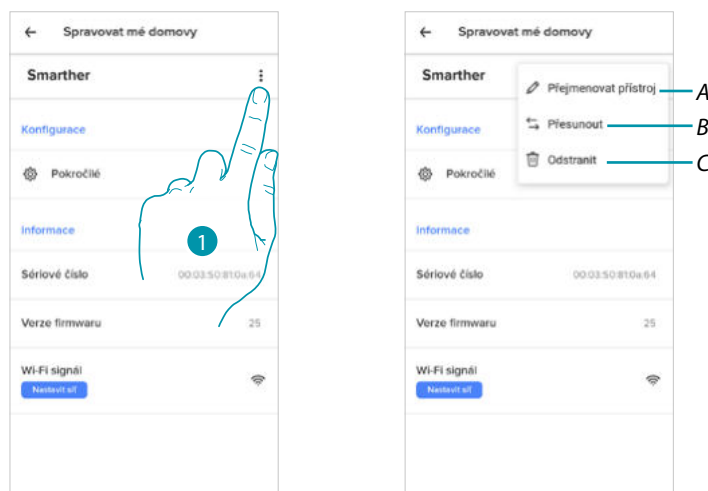 Spravovat mé domovy
Smarther
Konfigurace
Pokročilé
1
Informace
Sériové číslo 00:03:50:81:0a:64
Verze firmwaru 25
Wi-Fi signál
Nastavit síť
Spravovat mé domovy
Smarther
Přejmenovat přístroj A
Přesunout B
Odstranit C
Konfigurace
Pokročilé
Informace
Sériové číslo 00:03:50:81:0a:64
Verze firmwaru 25
Wi-Fi signál
Nastavit síť